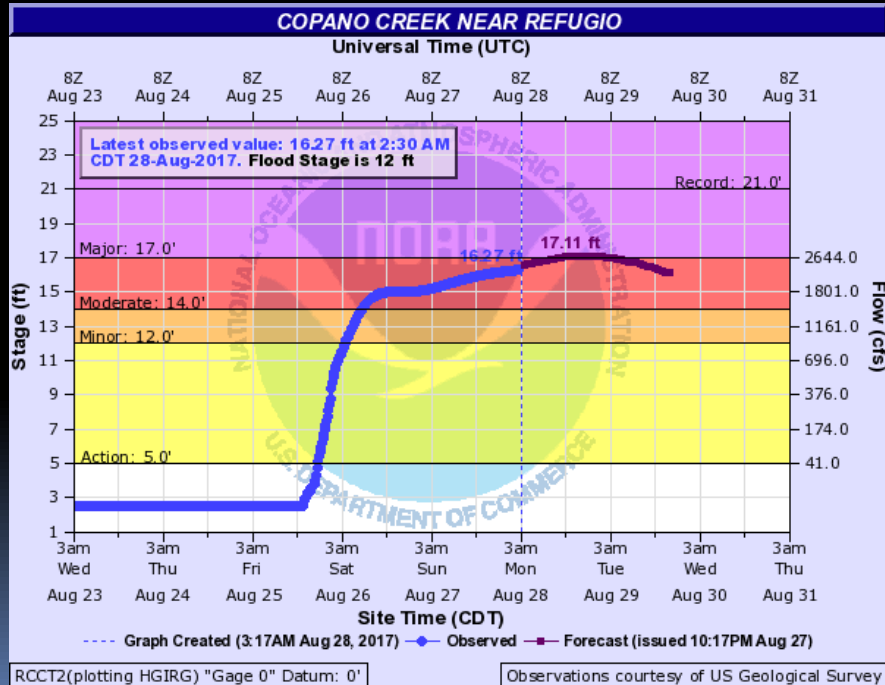 COPANO CREEK NEAR REFUGIO
Universal Time (UTC)
8Z 8Z 8Z 8Z 8Z 8Z 8Z 8Z 8Z
Aug 23 Aug 24 Aug 25 Aug 26 Aug 27 Aug 28 Aug 29 Aug 30 Aug 31
Latest observed value: 16.27 ft at 2:30 AM
CDT 28-Aug-2017. Flood Stage is 12 ft
Record: 21.0'
Major: 17.0'
16.27 ft
17.11 ft
Moderate: 14.0'
Minor: 12.0'
Action: 5.0'
NATIONAL OCEANIC AND ATMOSPHERIC ADMINISTRATION
NOAA
U.S. DEPARTMENT OF COMMERCE
Stage (ft)
25
23
21
19
17
15
13
11
9
7
5
3
1
Flow (cfs)
2644.0
1801.0
1161.0
696.0
376.0
174.0
41.0
3am 3am 3am 3am 3am 3am 3am 3am 3am
Wed Thu Fri Sat Sun Mon Tue Wed Thu
Aug 23 Aug 24 Aug 25 Aug 26 Aug 27 Aug 28 Aug 29 Aug 30 Aug 31
Site Time (CDT)
Graph Created (3:17AM Aug 28, 2017) Observed Forecast (issued 10:17PM Aug 27)
RCCT2(plotting HGIRG) "Gage 0" Datum: 0'
Observations courtesy of US Geological Survey